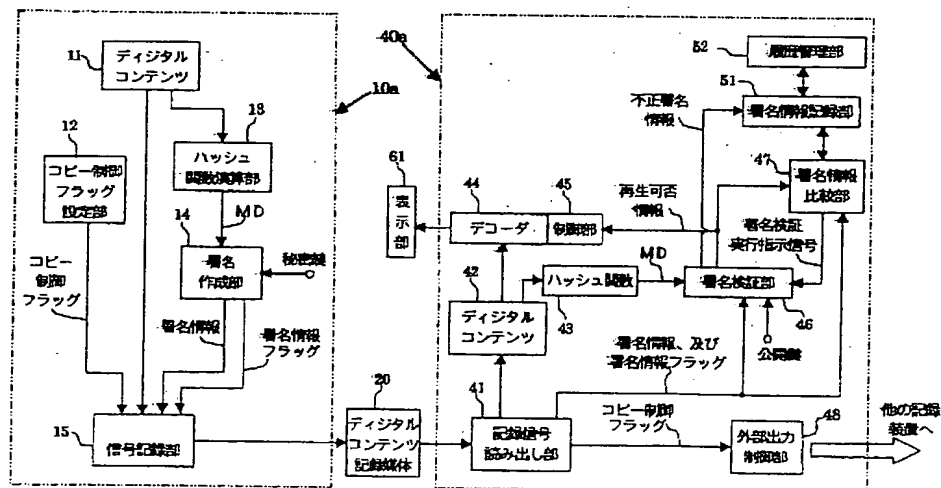 11
ディジタル
コンテンツ
10a
12
コピー制御
フラッグ
設定部
13
ハッシュ
関数演算部
MD
14
署名
作成部
秘密鍵
コピー
制御
フラッグ
署名情報
署名情報
フラッグ
15
信号記録部
20
ディジタル
コンテンツ
記録媒体
40a
52
履歴管理部
51
署名情報記録部
不正署名
情報
47
署名情報
比較部
61
表
示
部
44
デコーダ
45
制御部
再生可否
情報
署名検証
実行指示信号
42
ディジタル
コンテンツ
ハッシュ関数
43
MD
署名検証部
46
公開鍵
署名情報、及び
署名情報フラッグ
41
記録信号
読み出し部
コピー制御
フラッグ
48
外部出力
制御部
他の記録
装置へ